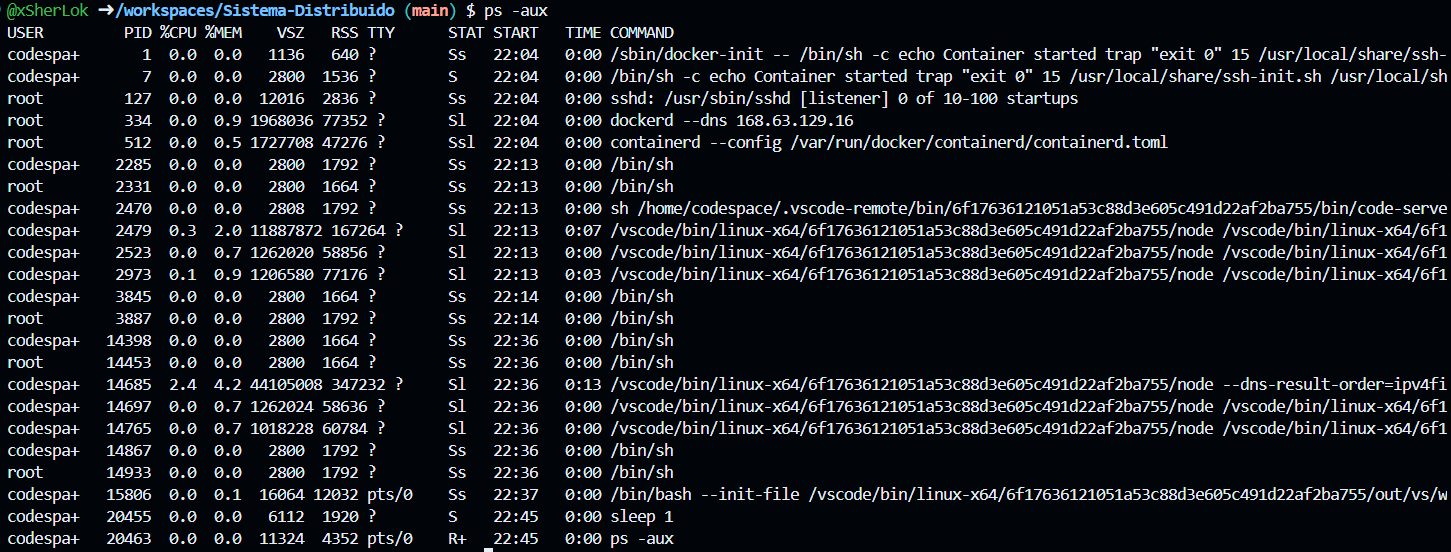 @xSherLok ➜/workspaces/Sistema-Distribuido (main) $ ps -aux
USER PID %CPU %MEM VSZ RSS TTY STAT START TIME COMMAND
codespa+ 1 0.0 0.0 1136 640 ? Ss 22:04 0:00 /sbin/docker-init -- /bin/sh -c echo Container started trap "exit 0" 15 /usr/local/share/ssh-
codespa+ 7 0.0 0.0 2800 1536 ? S 22:04 0:00 /bin/sh -c echo Container started trap "exit 0" 15 /usr/local/share/ssh-init.sh /usr/local/sh
root 127 0.0 0.0 12016 2836 ? Ss 22:04 0:00 sshd: /usr/sbin/sshd [listener] 0 of 10-100 startups
root 334 0.0 0.9 1968036 77352 ? Sl 22:04 0:00 dockerd --dns 168.63.129.16
root 512 0.0 0.5 1727708 47276 ? Ssl 22:04 0:00 containerd --config /var/run/docker/containerd/containerd.toml
codespa+ 2285 0.0 0.0 2800 1792 ? Ss 22:13 0:00 /bin/sh
root 2331 0.0 0.0 2800 1664 ? Ss 22:13 0:00 /bin/sh
codespa+ 2470 0.0 0.0 2808 1792 ? Ss 22:13 0:00 sh /home/codespace/.vscode-remote/bin/6f17636121051a53c88d3e605c491d22af2ba755/bin/code-serve
codespa+ 2479 0.3 2.0 11887872 167264 ? Sl 22:13 0:07 /vscode/bin/linux-x64/6f17636121051a53c88d3e605c491d22af2ba755/node /vscode/bin/linux-x64/6f1
codespa+ 2523 0.0 0.7 1262020 58856 ? Sl 22:13 0:00 /vscode/bin/linux-x64/6f17636121051a53c88d3e605c491d22af2ba755/node /vscode/bin/linux-x64/6f1
codespa+ 2973 0.1 0.9 1206580 77176 ? Sl 22:13 0:03 /vscode/bin/linux-x64/6f17636121051a53c88d3e605c491d22af2ba755/node /vscode/bin/linux-x64/6f1
codespa+ 3845 0.0 0.0 2800 1664 ? Ss 22:14 0:00 /bin/sh
root 3887 0.0 0.0 2800 1792 ? Ss 22:14 0:00 /bin/sh
codespa+ 14398 0.0 0.0 2800 1664 ? Ss 22:36 0:00 /bin/sh
root 14453 0.0 0.0 2800 1664 ? Ss 22:36 0:00 /bin/sh
codespa+ 14685 2.4 4.2 44105008 347232 ? Sl 22:36 0:13 /vscode/bin/linux-x64/6f17636121051a53c88d3e605c491d22af2ba755/node --dns-result-order=ipv4fi
codespa+ 14697 0.0 0.7 1262024 58636 ? Sl 22:36 0:00 /vscode/bin/linux-x64/6f17636121051a53c88d3e605c491d22af2ba755/node /vscode/bin/linux-x64/6f1
codespa+ 14765 0.0 0.7 1018228 60784 ? Sl 22:36 0:00 /vscode/bin/linux-x64/6f17636121051a53c88d3e605c491d22af2ba755/node /vscode/bin/linux-x64/6f1
codespa+ 14867 0.0 0.0 2800 1792 ? Ss 22:36 0:00 /bin/sh
root 14933 0.0 0.0 2800 1792 ? Ss 22:36 0:00 /bin/sh
codespa+ 15806 0.0 0.1 16064 12032 pts/0 Ss 22:37 0:00 /bin/bash --init-file /vscode/bin/linux-x64/6f17636121051a53c88d3e605c491d22af2ba755/out/vs/w
codespa+ 20455 0.0 0.0 6112 1920 ? S 22:45 0:00 sleep 1
codespa+ 20463 0.0 0.0 11324 4352 pts/0 R+ 22:45 0:00 ps -aux